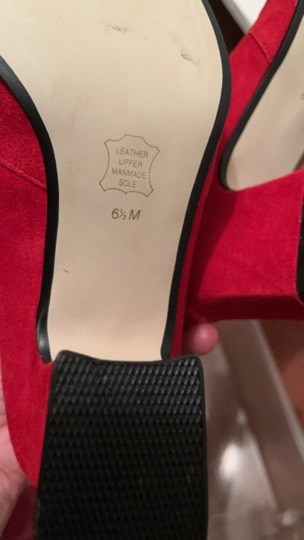 LEATHER
UPPER
MANMADE
SOLE
6½ M